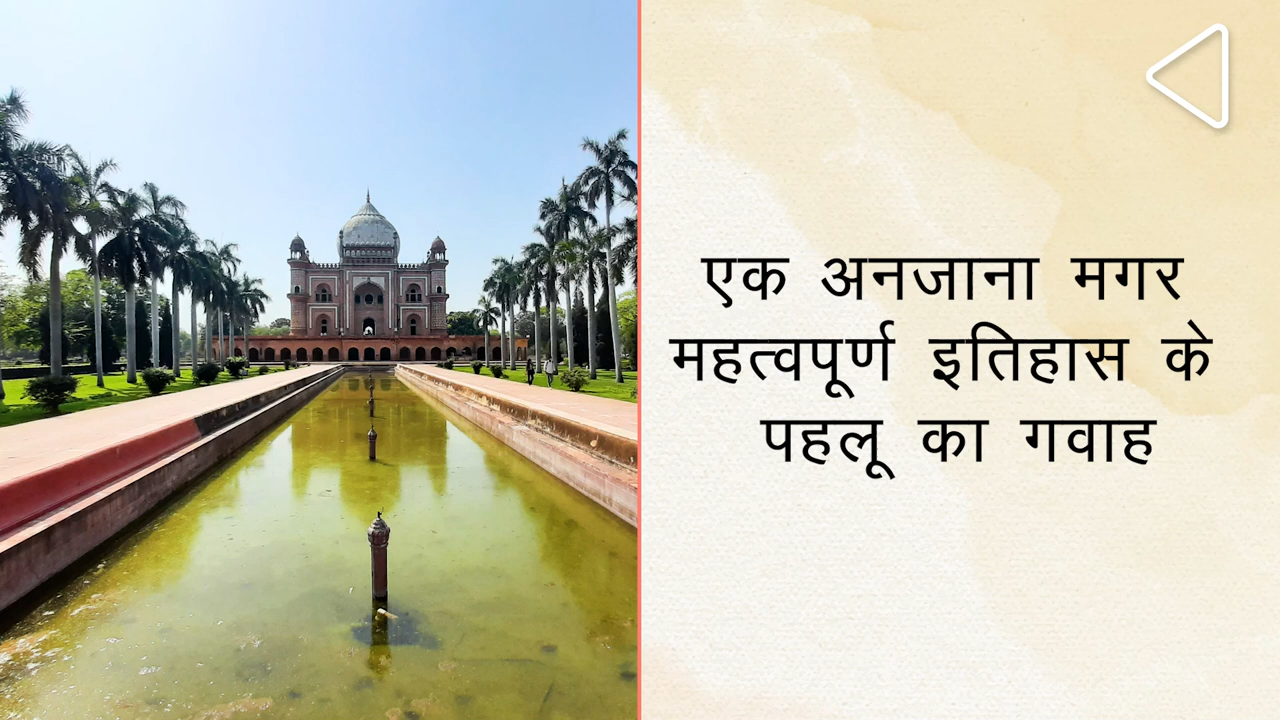 एक अनजाना मगर
महत्वपूर्ण इतिहास के
पहलू का गवाह